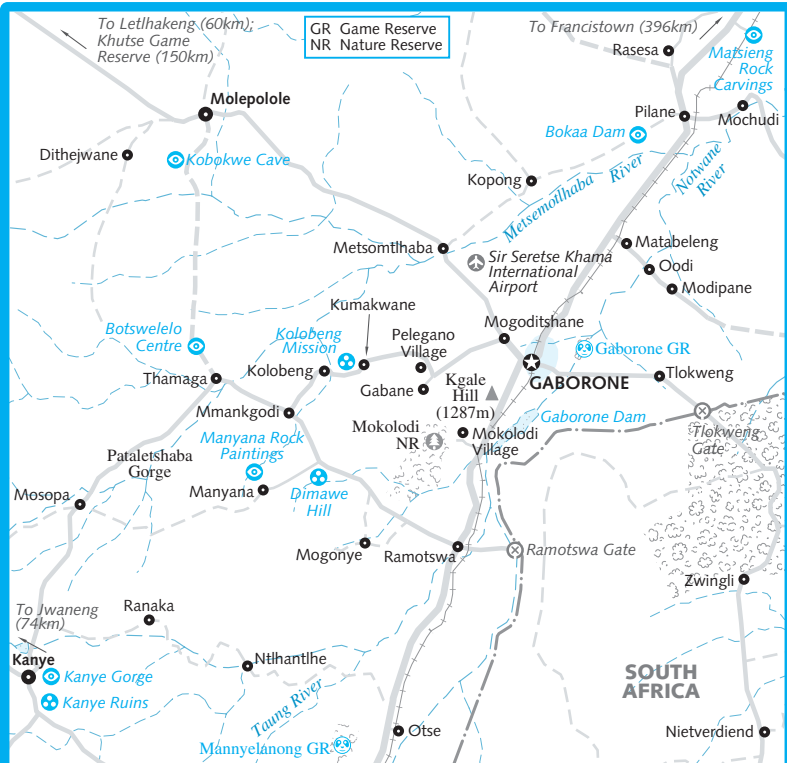 To Letlhakeng (60km);
Khutse Game
Reserve (150km)
GR Game Reserve
NR Nature Reserve
To Francistown (396km)
Rasesa
Matsieng
Rock
Carvings
Molepolole
Pilane
Mochudi
Bokaa Dam
Dithejwane
Kobokwe Cave
Kopong
Metsemotlhaba River
Notwane
River
Metsomtlhaba
Matabeleng
Sir Seretse Khama
International
Airport
Oodi
Modipane
Kumakwane
Botswelelo
Centre
Kolobeng
Mission
Pelegano
Village
Mogoditshane
Gaborone GR
Kolobeng
Thamaga
GABORONE
Tlokweng
Gabane
Kgale
Hill
(1287m)
Mmankgodi
Gaborone Dam
Mokolodi
NR
Mokolodi
Village
Tlokweng
Gate
Manyana Rock
Paintings
Pataletshaba
Gorge
Mosopa
Manyana
Dimawe
Hill
Mogonye
Ramotswa
Ramotswa Gate
Zwingli
To Jwaneng
(74km)
Ranaka
Kanye
Kanye Gorge
Ntlhantlhe
Kanye Ruins
Taung River
SOUTH
AFRICA
Otse
Nietverdiend
Mannyelanong GR